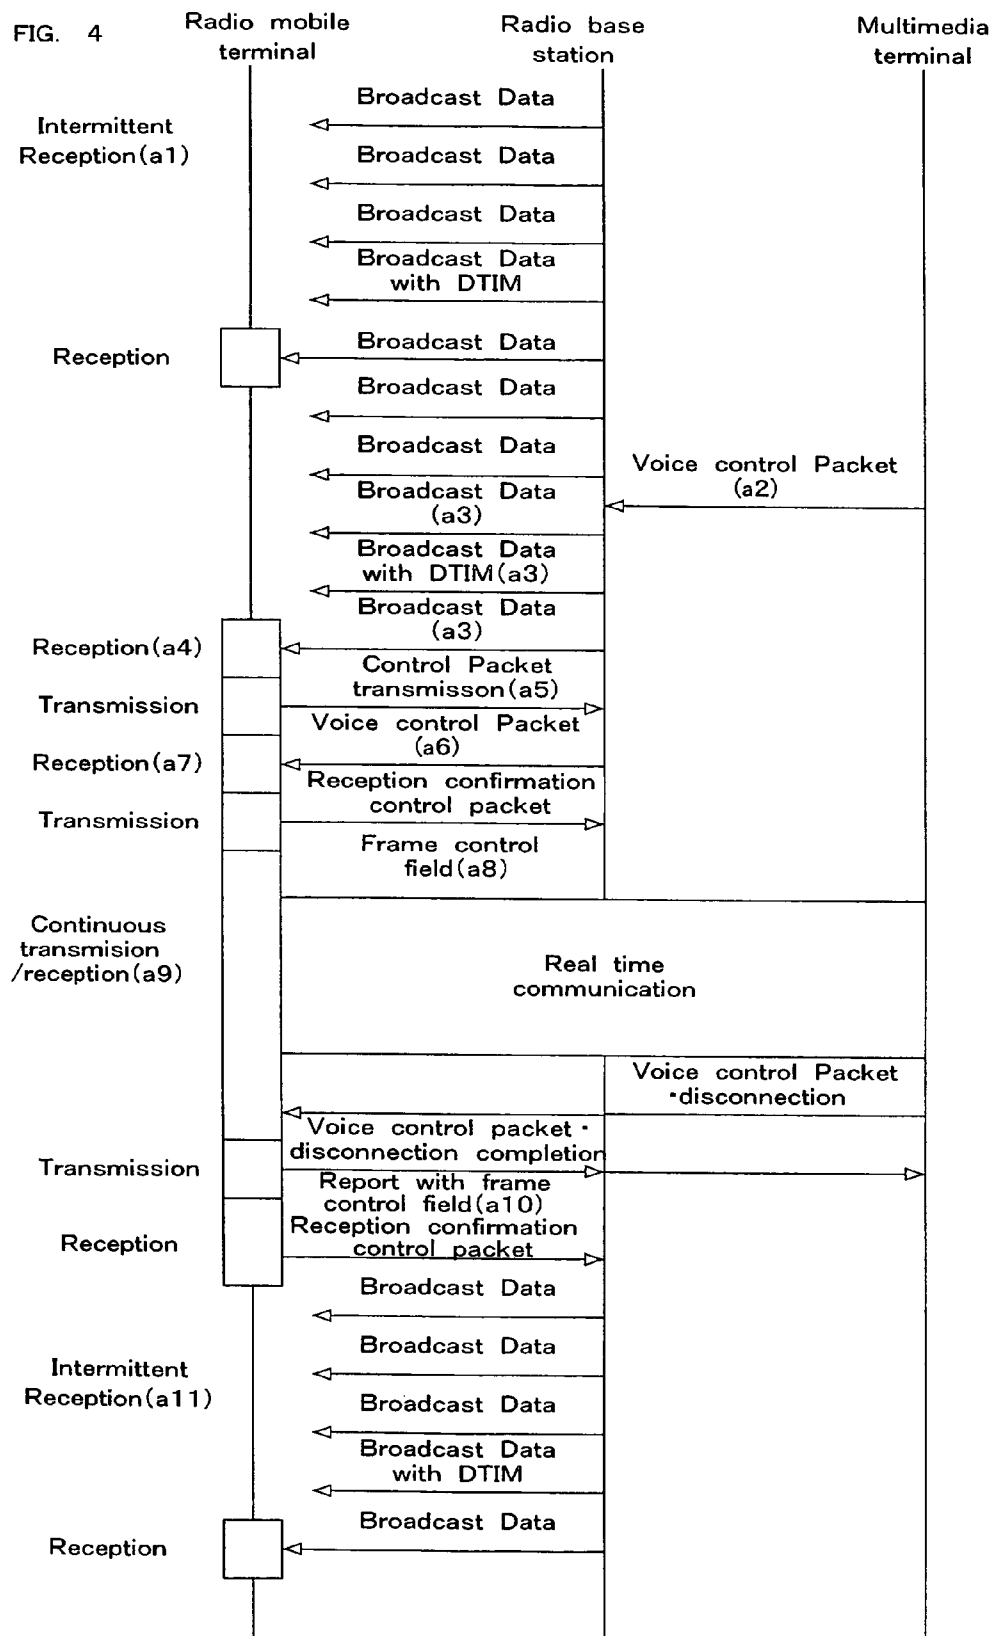 FIG. 4
Radio mobile
terminal
Radio base
station
Multimedia
terminal
Broadcast Data
Intermittent
Reception(a1)
Broadcast Data
Broadcast Data
Broadcast Data
with DTIM
Reception
Broadcast Data
Broadcast Data
Broadcast Data
Voice control Packet
(a2)
Broadcast Data
(a3)
Broadcast Data
with DTIM(a3)
Broadcast Data
(a3)
Reception(a4)
Control Packet
transmisson(a5)
Transmission
Voice control Packet
(a6)
Reception(a7)
Reception confirmation
control packet
Transmission
Frame control
field(a8)
Continuous
transmision
/reception(a9)
Real time
communication
Voice control Packet
・disconnection
Voice control packet・
disconnection completion
Transmission
Report with frame
control field(a10)
Reception confirmation
control packet
Reception
Broadcast Data
Broadcast Data
Intermittent
Reception(a11)
Broadcast Data
Broadcast Data
with DTIM
Broadcast Data
Reception